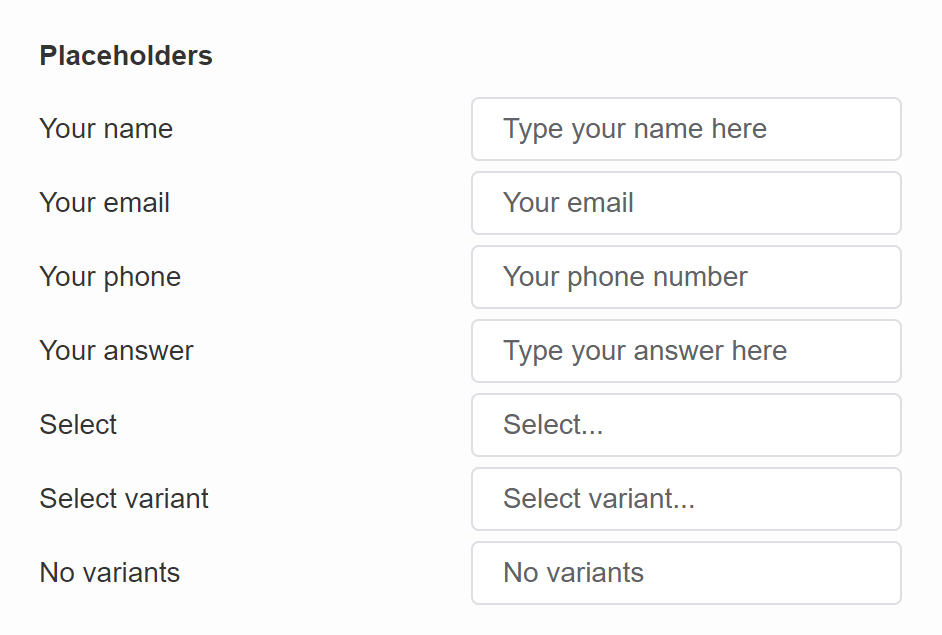 Placeholders
Your name Type your name here
Your email Your email
Your phone Your phone number
Your answer Type your answer here
Select Select...
Select variant Select variant...
No variants No variants